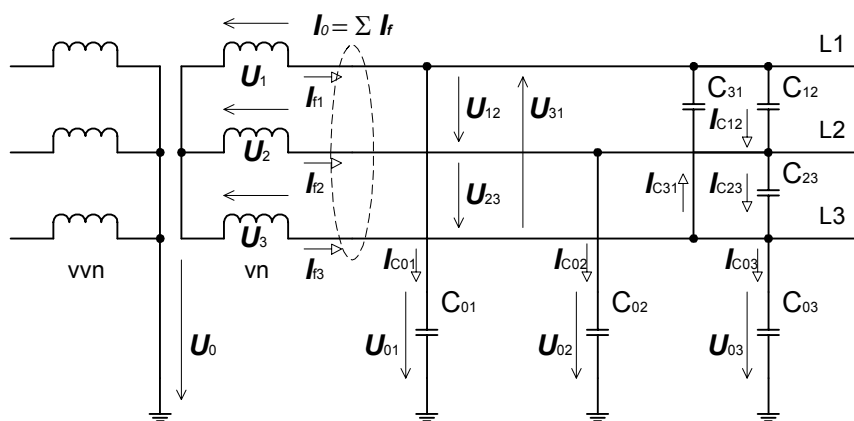 I0 = Σ If
L1
U1
If1
C31
C12
U12
U31
IC12
L2
U2
If2
IC31
IC23
C23
U23
L3
U3
If3
vvn
vn
IC01
IC02
IC03
C01
C02
C03
U0
U01
U02
U03